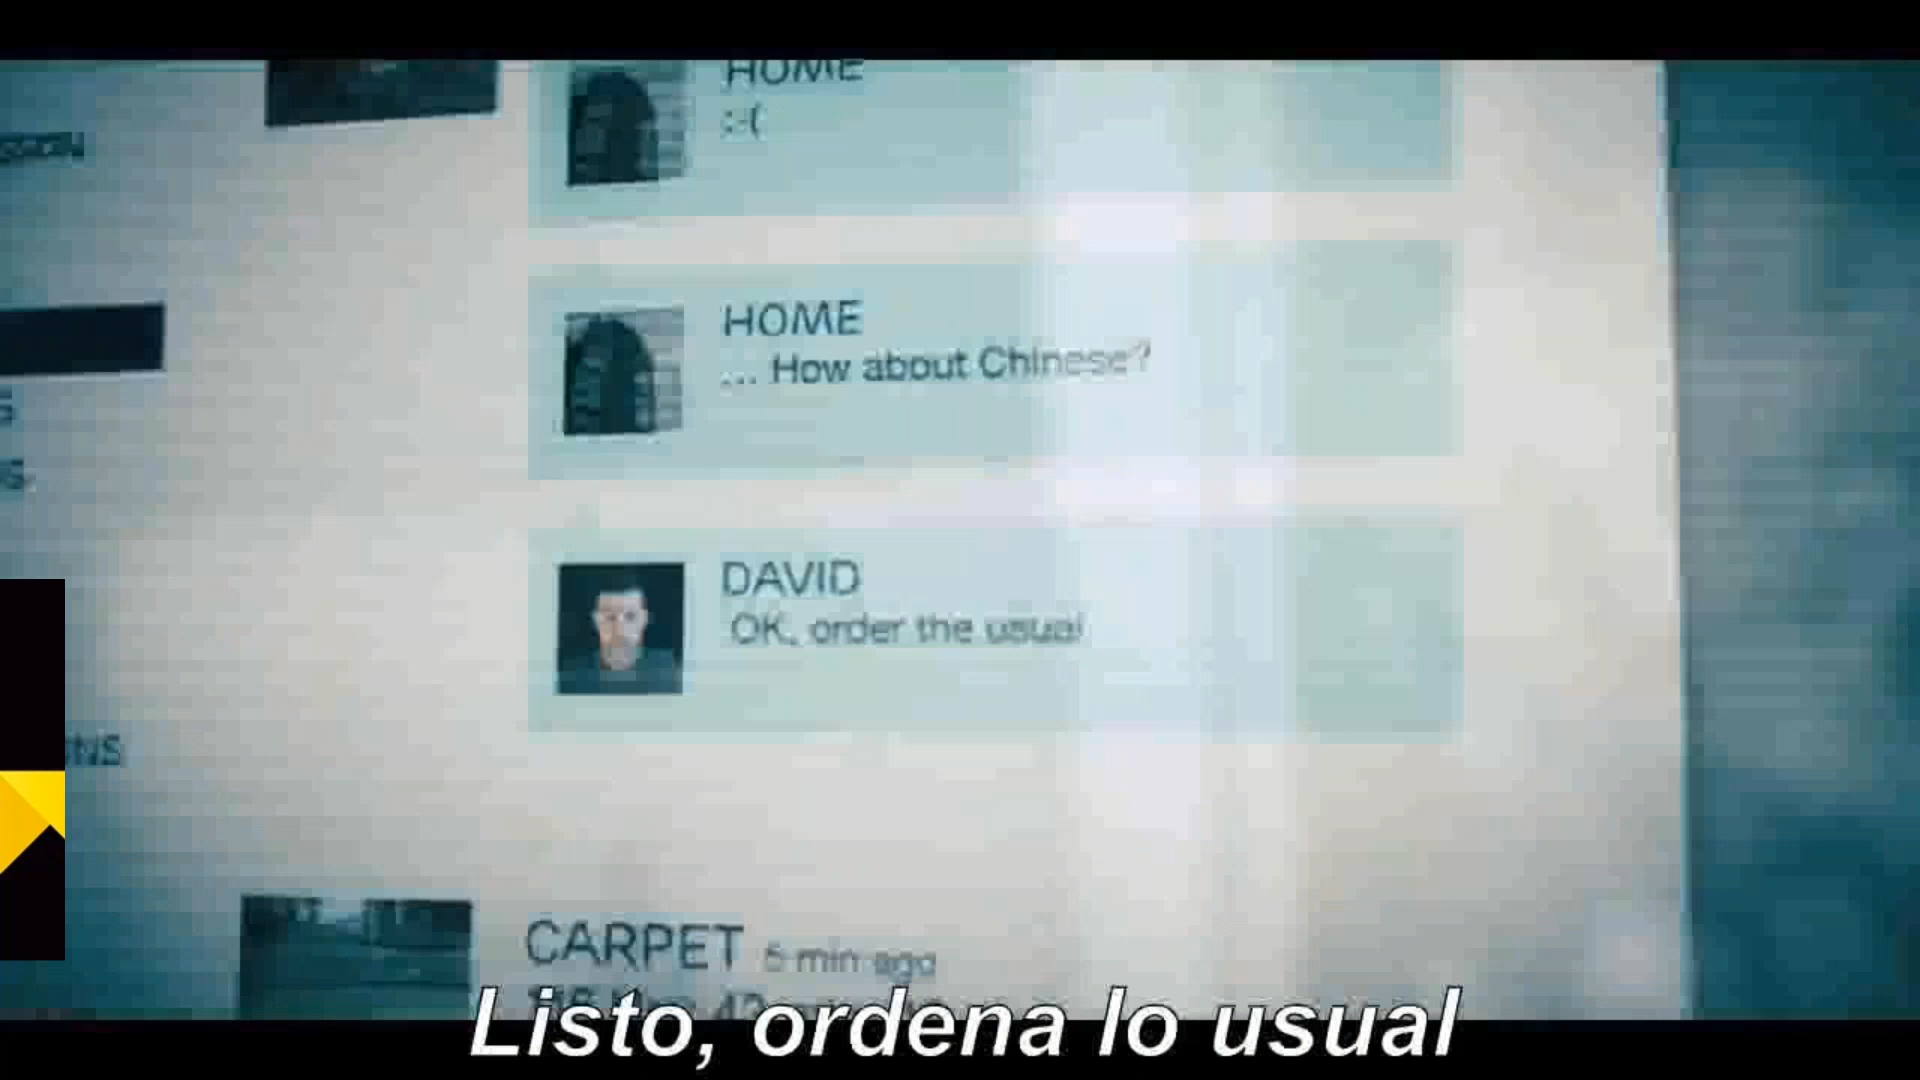 HOME
:-(
HOME
... How about Chinese?
DAVID
OK, order the usual
CARPET 5 min ago
Listo, ordena lo usual